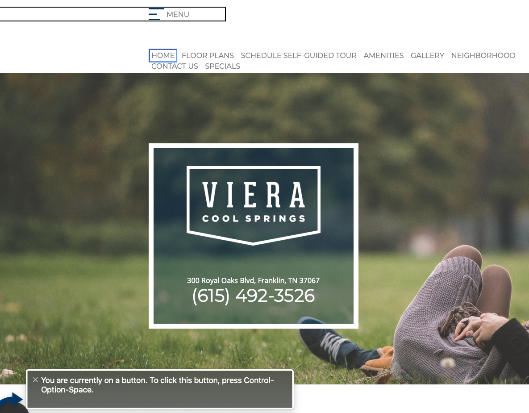 MENU
HOME FLOOR PLANS SCHEDULE SELF-GUIDED TOUR AMENITIES GALLERY NEIGHBORHOOD
CONTACT US SPECIALS
VIERA
COOL SPRINGS
300 Royal Oaks Blvd, Franklin, TN 37067
(615) 492-3526
You are currently on a button. To click this button, press Control-
Option-Space.